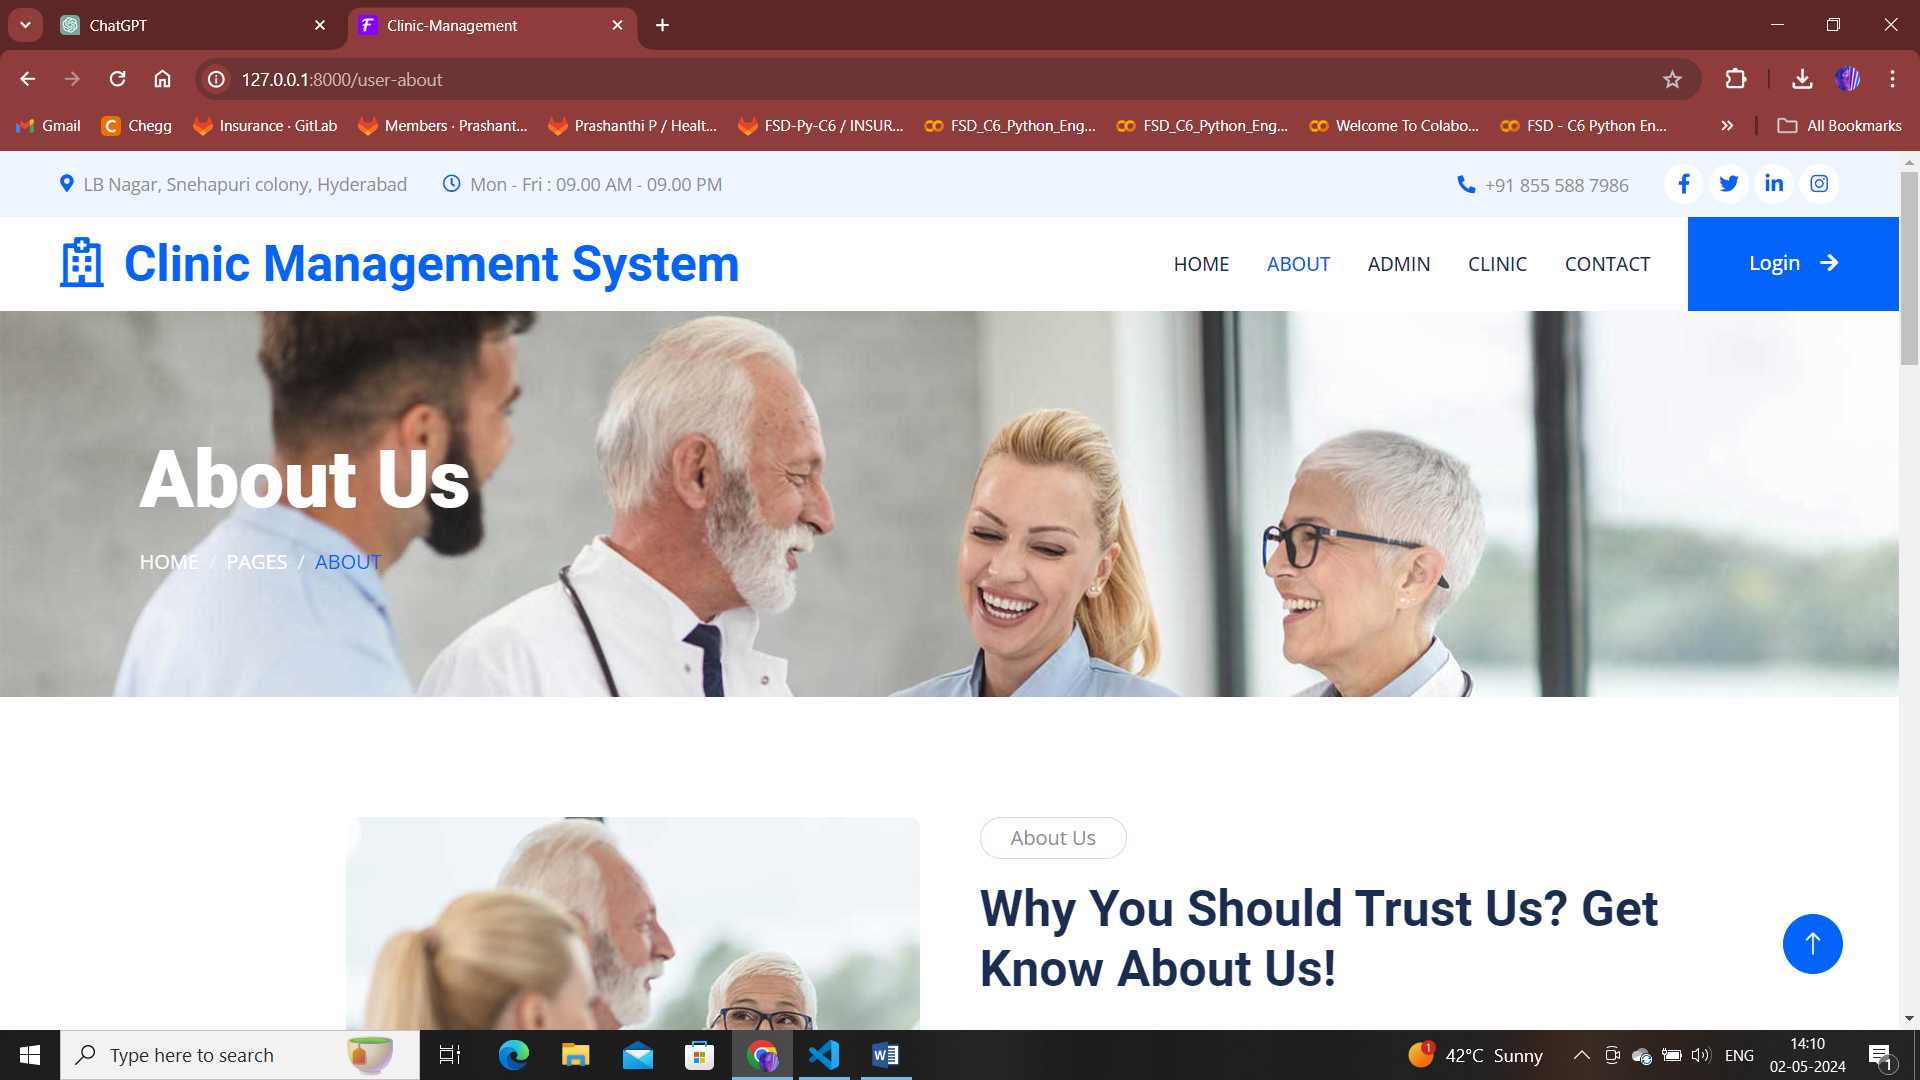 ChatGPT
Clinic-Management
127.0.0.1:8000/user-about
Gmail
Chegg
Insurance · GitLab
Members · Prashant...
Prashanthi P / Healt...
FSD-Py-C6 / INSUR...
FSD_C6_Python_Eng...
FSD_C6_Python_Eng...
Welcome To Colabo...
FSD - C6 Python En...
All Bookmarks
LB Nagar, Snehapuri colony, Hyderabad
Mon - Fri : 09.00 AM - 09.00 PM
+91 855 588 7986
Clinic Management System
HOME
ABOUT
ADMIN
CLINIC
CONTACT
Login
About Us
HOME / PAGES / ABOUT
About Us
Why You Should Trust Us? Get
Know About Us!
Type here to search
1
42°C Sunny
ENG
14:10
02-05-2024
1